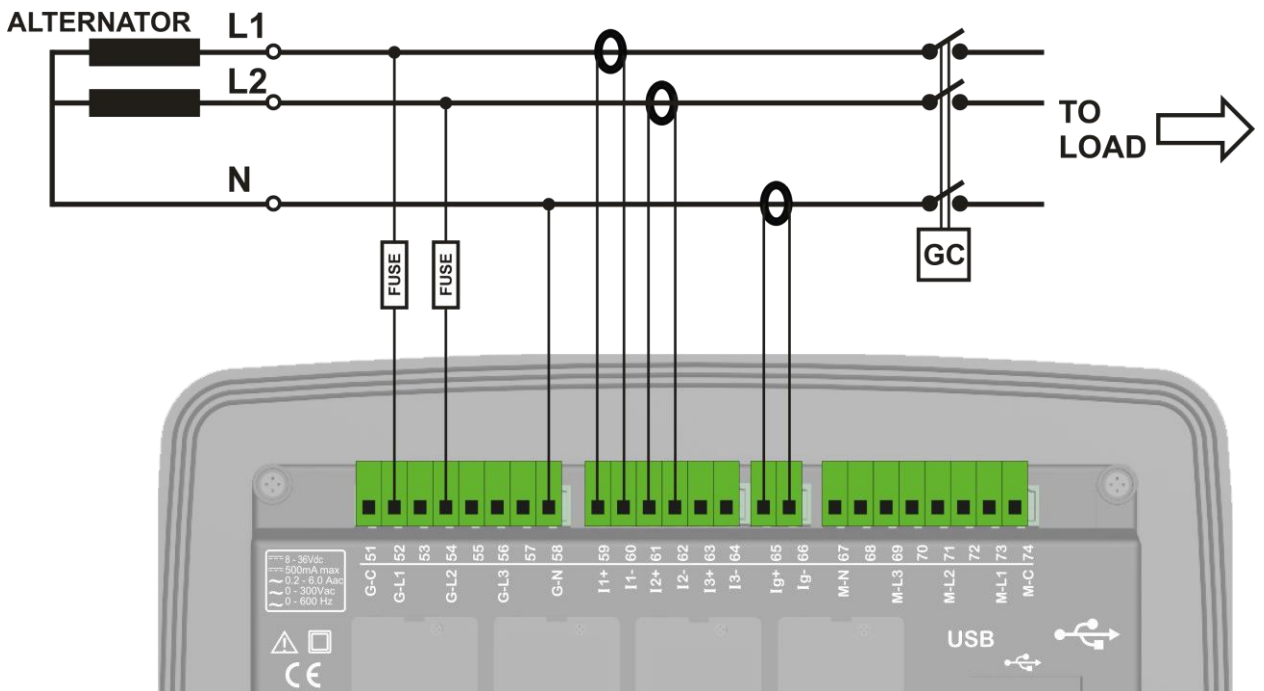 ALTERNATOR
L1
L2
N
TO
LOAD
FUSE
FUSE
GC
G-C 51
G-L1 52
53
G-L2 54
55
G-L3 56
57
G-N 58
I1+ 59
I1- 60
I2+ 61
I2- 62
I3+ 63
I3- 64
Ig+ 65
Ig- 66
M-N 67
68
M-L3 69
70
M-L2 71
72
M-L1 73
M-C 74
8 - 36Vdc
500mA max
0.2 - 6.0 Aac
0 - 300Vac
0 - 600 Hz
USB
CE